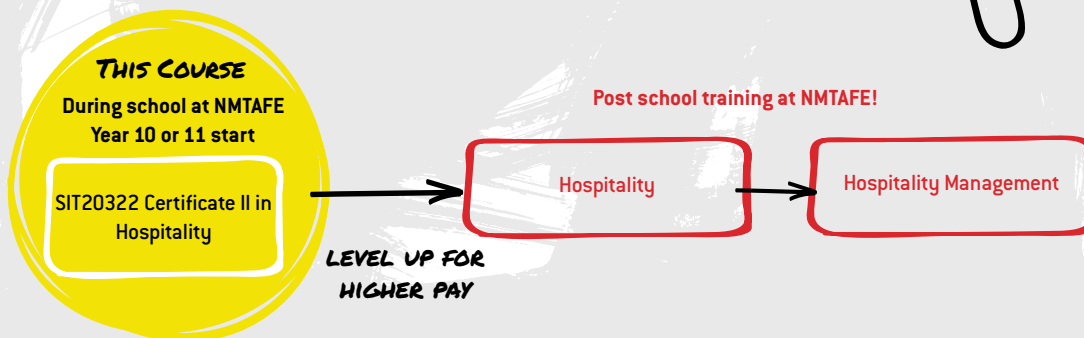 THIS COURSE
During school at NMTAFE
Year 10 or 11 start
SIT20322 Certificate II in
Hospitality
LEVEL UP FOR
HIGHER PAY
Post school training at NMTAFE!
Hospitality
Hospitality Management